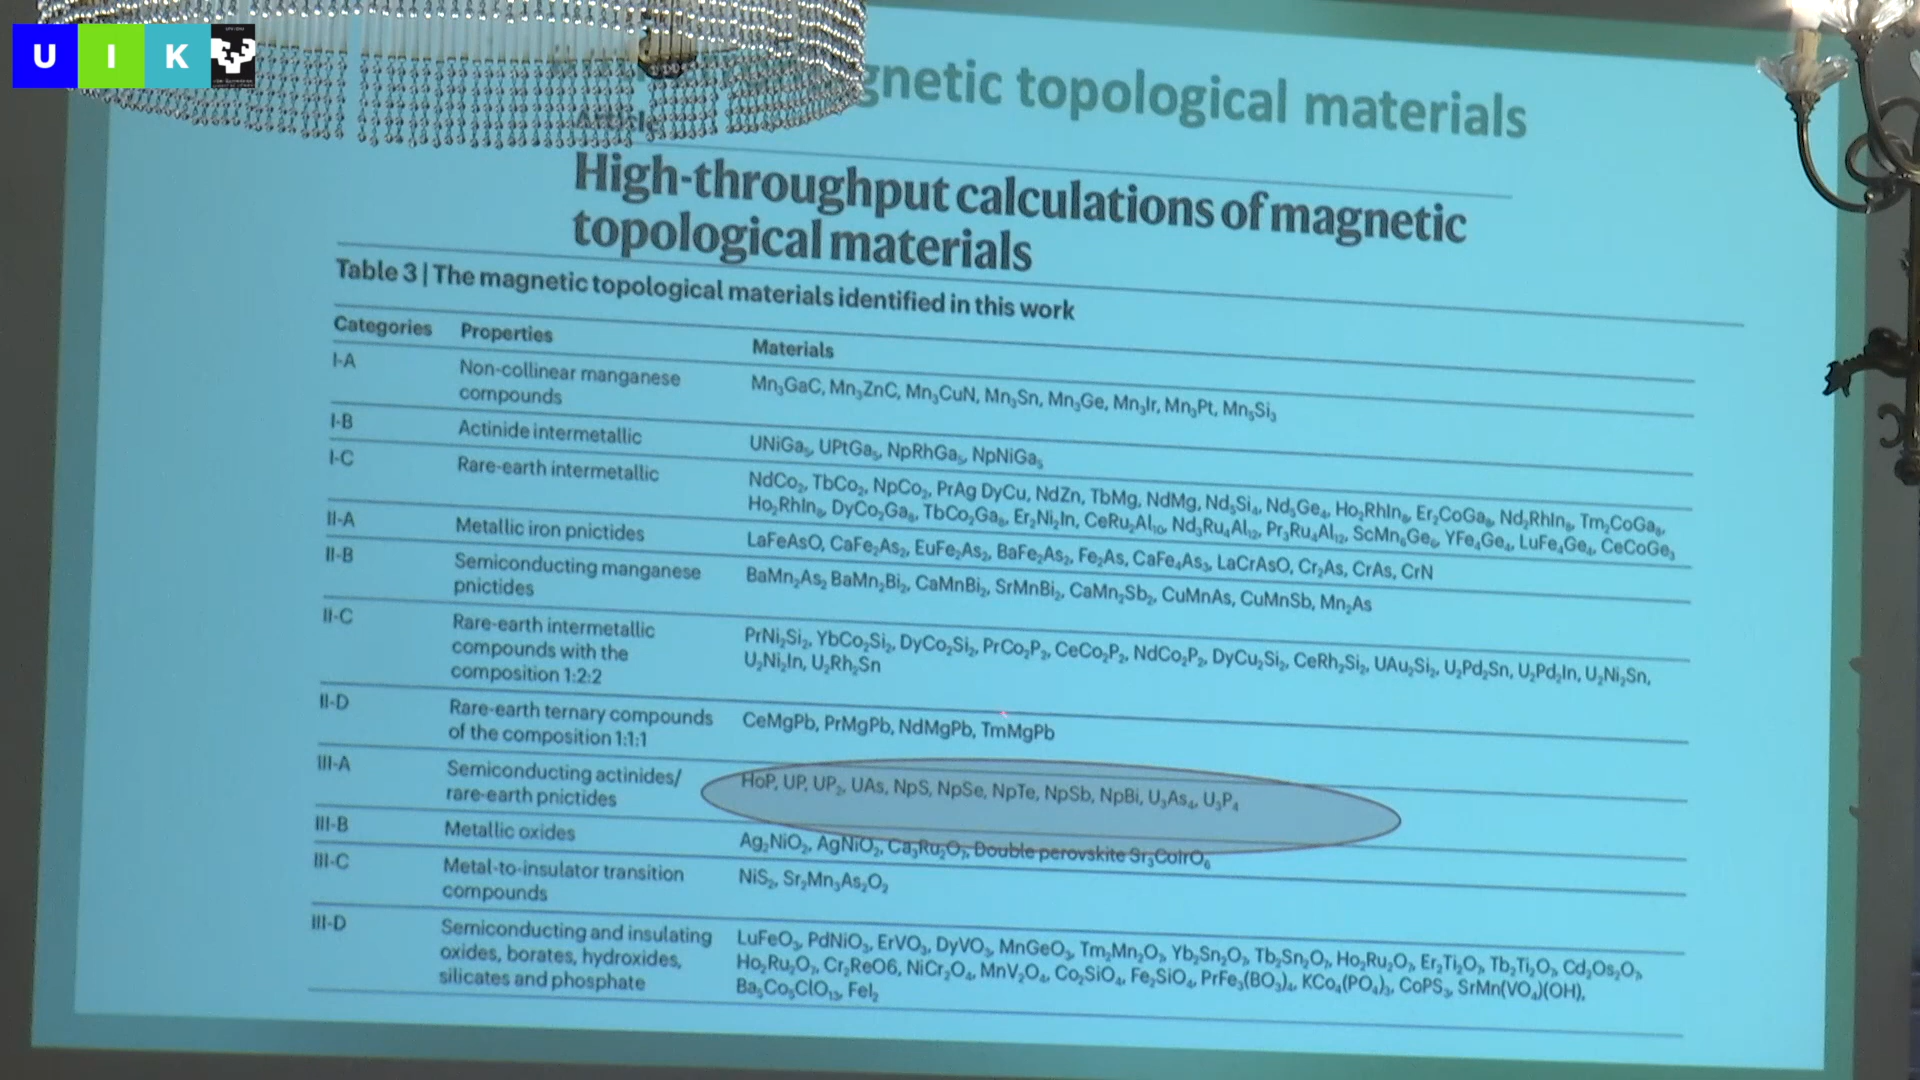 U I K
gnetic topological materials
Article
High-throughput calculations of magnetic
topological materials
Table 3 | The magnetic topological materials identified in this work
Categories Properties Materials
I-A Non-collinear manganese compounds Mn₃GaC, Mn₃ZnC, Mn₃CuN, Mn₃Sn, Mn₃Ge, Mn₃Ir, Mn₃Pt, Mn₅Si₃
I-B Actinide intermetallic UNiGa₅, UPtGa₅, NpRhGa₅, NpNiGa₅
I-C Rare-earth intermetallic NdCo₂, TbCo₂, NpCo₂, PrAg DyCu, NdZn, TbMg, NdMg, Nd₅Si₄, Nd₅Ge₄, Ho₂RhIn₈, Er₂CoGa₈, Nd₂RhIn₈, Tm₂CoGa₈,
Ho₂RhIn₈, DyCo₂Ga₈, TbCo₂Ga₈, Er₂Ni₂In, CeRu₂Al₁₀, Nd₃Ru₄Al₁₂, Pr₃Ru₄Al₁₂, ScMn₆Ge₆, YFe₄Ge₄, LuFe₄Ge₄, CeCoGe₃
II-A Metallic iron pnictides LaFeAsO, CaFe₂As₂, EuFe₂As₂, BaFe₂As₂, Fe₂As, CaFe₄As₃, LaCrAsO, Cr₂As, CrAs, CrN
II-B Semiconducting manganese pnictides BaMn₂As₂ BaMn₂Bi₂, CaMnBi₂, SrMnBi₂, CaMn₂Sb₂, CuMnAs, CuMnSb, Mn₂As
II-C Rare-earth intermetallic compounds with the composition 1:2:2 PrNi₂Si₂, YbCo₂Si₂, DyCo₂Si₂, PrCo₂P₂, CeCo₂P₂, NdCo₂P₂, DyCu₂Si₂, CeRh₂Si₂, UAu₂Si₂, U₂Pd₂Sn, U₂Pd₂In, U₂Ni₂Sn,
U₂Ni₂In, U₂Rh₂Sn
II-D Rare-earth ternary compounds of the composition 1:1:1 CeMgPb, PrMgPb, NdMgPb, TmMgPb
III-A Semiconducting actinides/ rare-earth pnictides HoP, UP, UP₂, UAs, NpS, NpSe, NpTe, NpSb, NpBi, U₃As₄, U₃P₄
III-B Metallic oxides Ag₂NiO₂, AgNiO₂, Ca₃Ru₂O₇, Double perovskite Sr₃CoIrO₆
III-C Metal-to-insulator transition compounds NiS₂, Sr₂Mn₃As₂O₂
III-D Semiconducting and insulating oxides, borates, hydroxides, silicates and phosphate LuFeO₃, PdNiO₃, ErVO₃, DyVO₃, MnGeO₃, Tm₂Mn₂O₇, Yb₂Sn₂O₇, Tb₂Sn₂O₇, Ho₂Ru₂O₇, Er₂Ti₂O₇, Tb₂Ti₂O₇, Cd₂Os₂O₇,
Ho₂Ru₂O₇, Cr₂ReO6, NiCr₂O₄, MnV₂O₄, Co₂SiO₄, Fe₂SiO₄, PrFe₃(BO₃)₄, KCo₄(PO₄)₃, CoPS₃, SrMn(VO₄)(OH),
Ba₅Co₅ClO₁₃, FeI₂